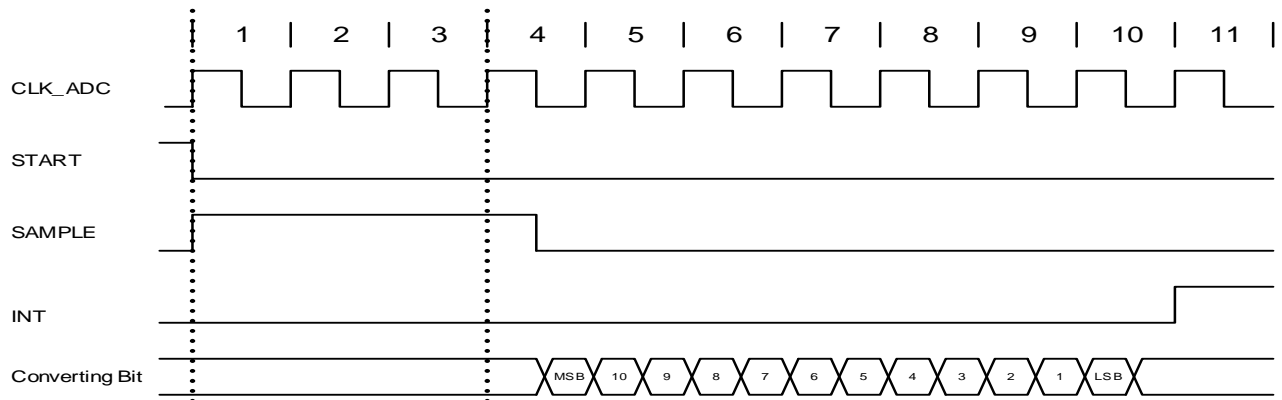 1 | 2 | 3 | 4 | 5 | 6 | 7 | 8 | 9 | 10 | 11 |
CLK_ADC
START
SAMPLE
INT
Converting Bit MSB 10 9 8 7 6 5 4 3 2 1 LSB